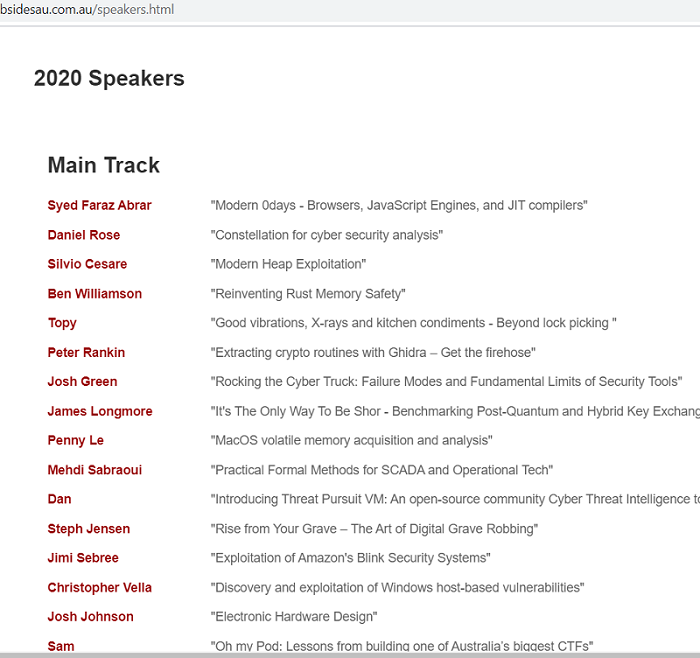 bsidesau.com.au/speakers.html
2020 Speakers
Main Track
Syed Faraz Abrar "Modern 0days - Browsers, JavaScript Engines, and JIT compilers"
Daniel Rose "Constellation for cyber security analysis"
Silvio Cesare "Modern Heap Exploitation"
Ben Williamson "Reinventing Rust Memory Safety"
Topy "Good vibrations, X-rays and kitchen condiments - Beyond lock picking "
Peter Rankin "Extracting crypto routines with Ghidra – Get the firehose"
Josh Green "Rocking the Cyber Truck: Failure Modes and Fundamental Limits of Security Tools"
James Longmore "It's The Only Way To Be Shor - Benchmarking Post-Quantum and Hybrid Key Exchang
Penny Le "MacOS volatile memory acquisition and analysis"
Mehdi Sabraoui "Practical Formal Methods for SCADA and Operational Tech"
Dan "Introducing Threat Pursuit VM: An open-source community Cyber Threat Intelligence to
Steph Jensen "Rise from Your Grave – The Art of Digital Grave Robbing"
Jimi Sebree "Exploitation of Amazon's Blink Security Systems"
Christopher Vella "Discovery and exploitation of Windows host-based vulnerabilities"
Josh Johnson "Electronic Hardware Design"
Sam "Oh my Pod: Lessons from building one of Australia's biggest CTFs"